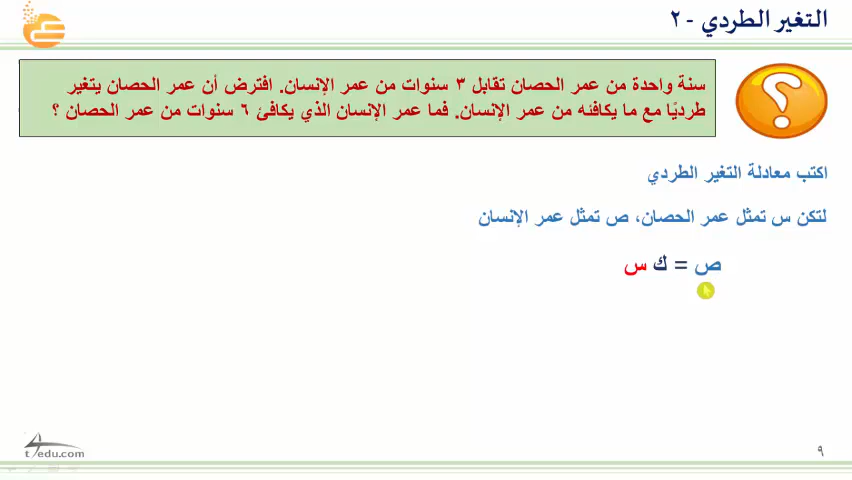 التغير الطردي - ٢
سنة واحدة من عمر الحصان تقابل ٣ سنوات من عمر الإنسان. افترض أن عمر الحصان يتغير
طرديًا مع ما يكافئه من عمر الإنسان. فما عمر الإنسان الذي يكافئ ٦ سنوات من عمر الحصان ؟
اكتب معادلة التغير الطردي
لتكن س تمثل عمر الحصان، ص تمثل عمر الإنسان
ص = ك س
t4edu.com
٩